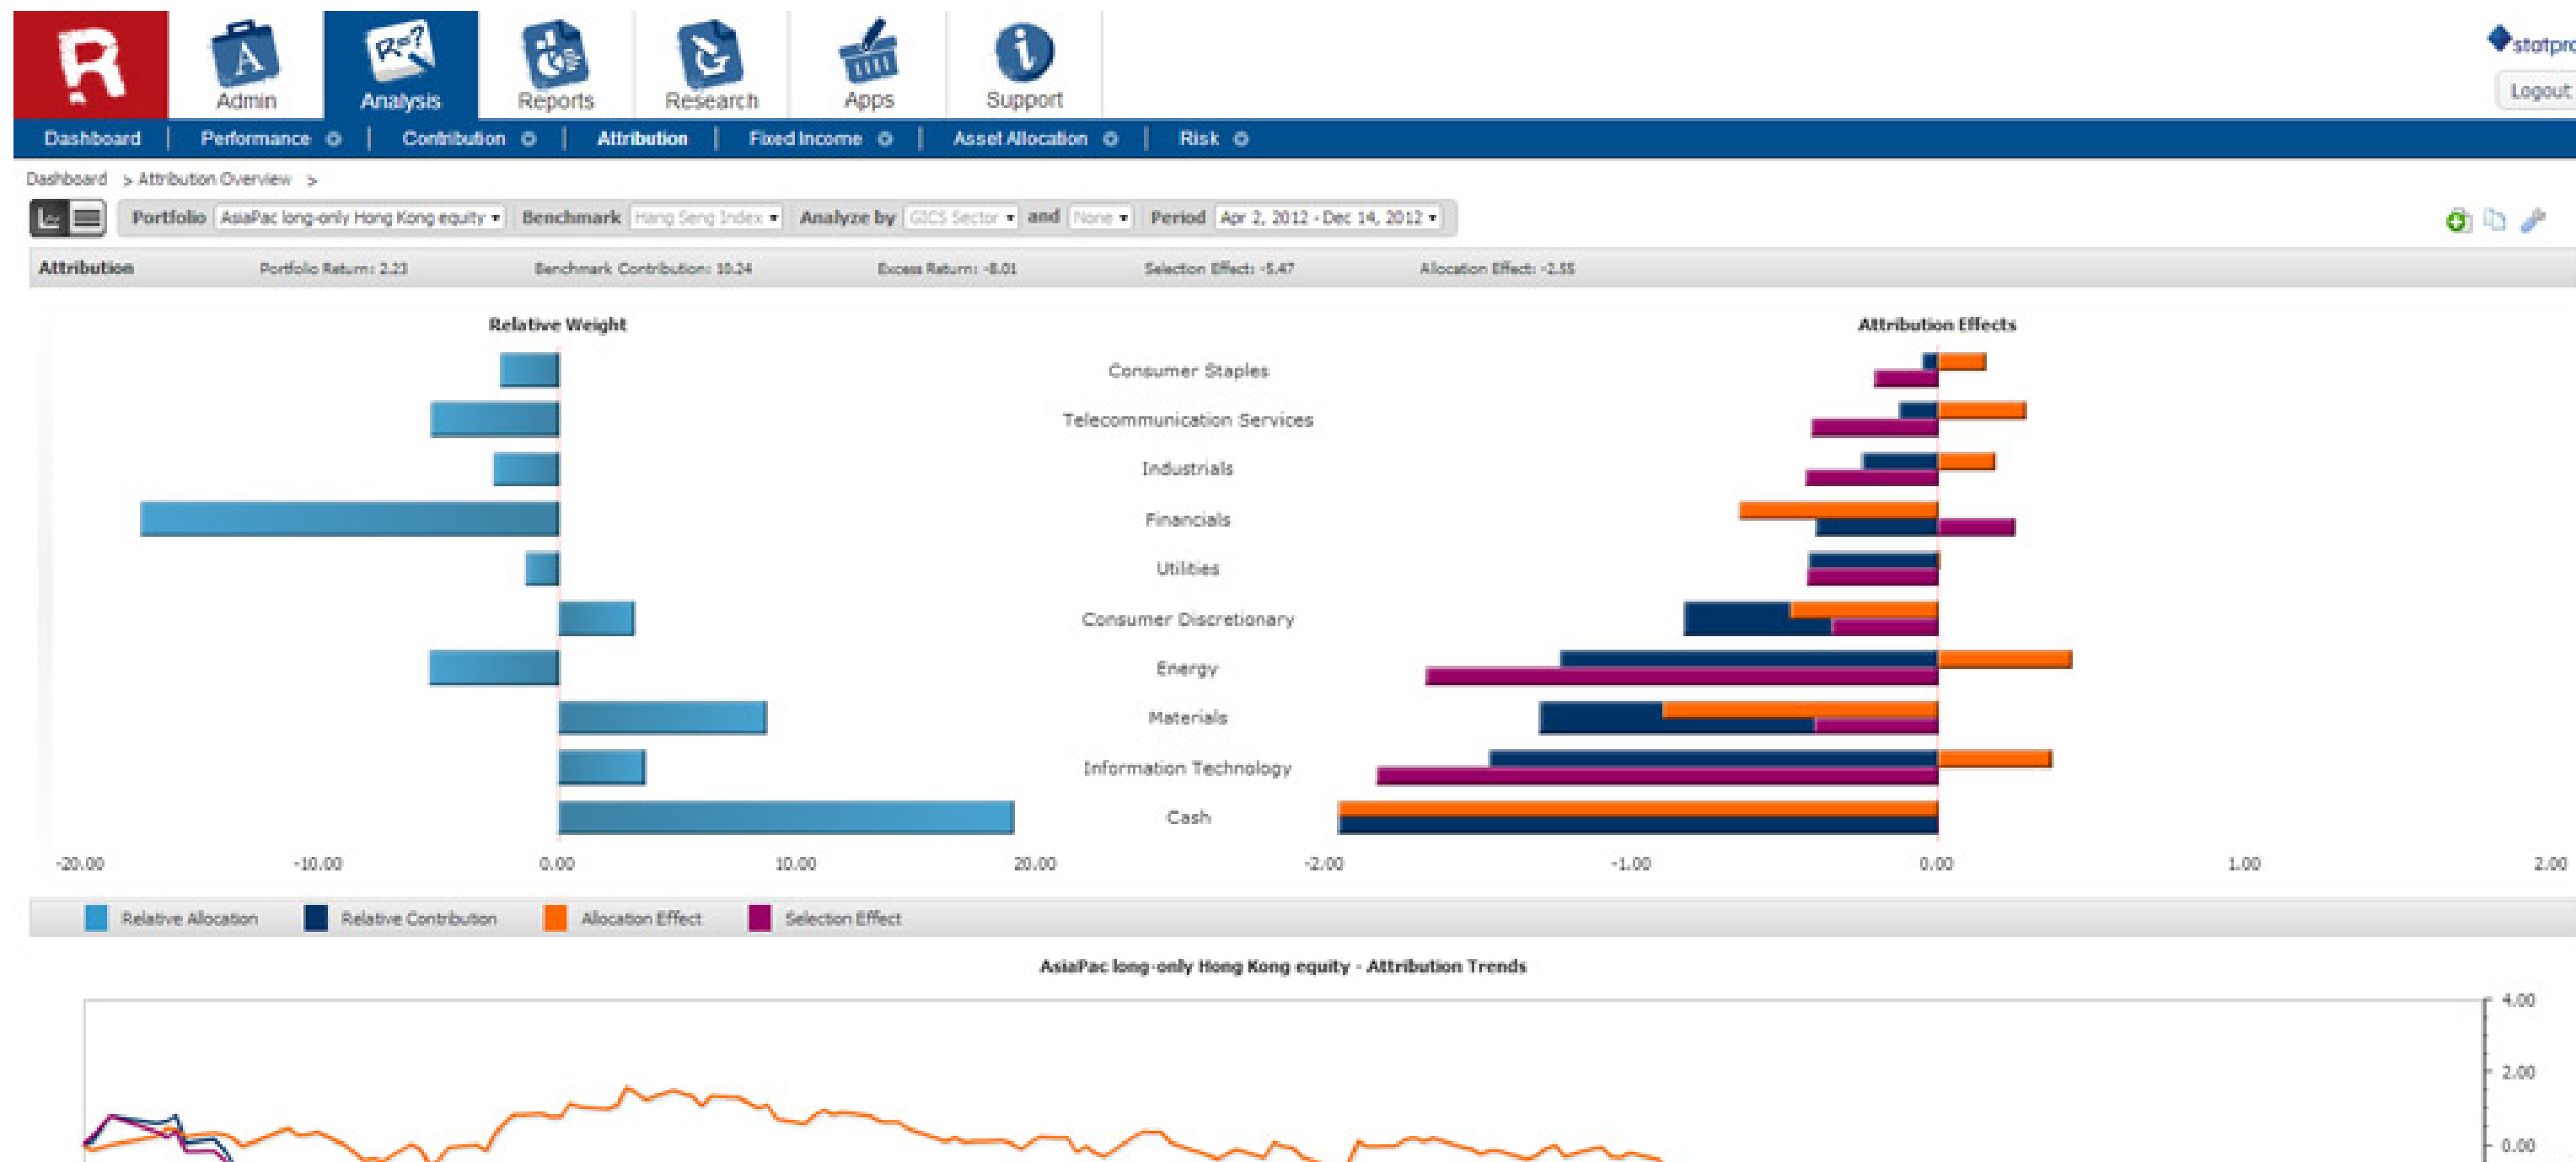 R
A
R=?
i
statpro
Admin Analysis Reports Research Apps Support
Logout
Dashboard Performance Contribution Attribution Fixed Income Asset Allocation Risk
Dashboard > Attribution Overview >
Portfolio AsiaPac long-only Hong Kong equity Benchmark Hang Seng Index Analyze by GICS Sector and None Period Apr 2, 2012 - Dec 14, 2012
Attribution Portfolio Return: 2.23 Benchmark Contribution: 10.24 Excess Return: -8.01 Selection Effect: -5.47 Allocation Effect: -2.55
Relative Weight Attribution Effects
Consumer Staples
Telecommunication Services
Industrials
Financials
Utilities
Consumer Discretionary
Energy
Materials
Information Technology
Cash
-20.00 -10.00 0.00 10.00 20.00 -2.00 -1.00 0.00 1.00 2.00
Relative Allocation Relative Contribution Allocation Effect Selection Effect
AsiaPac long-only Hong Kong equity - Attribution Trends
4.00
2.00
0.00